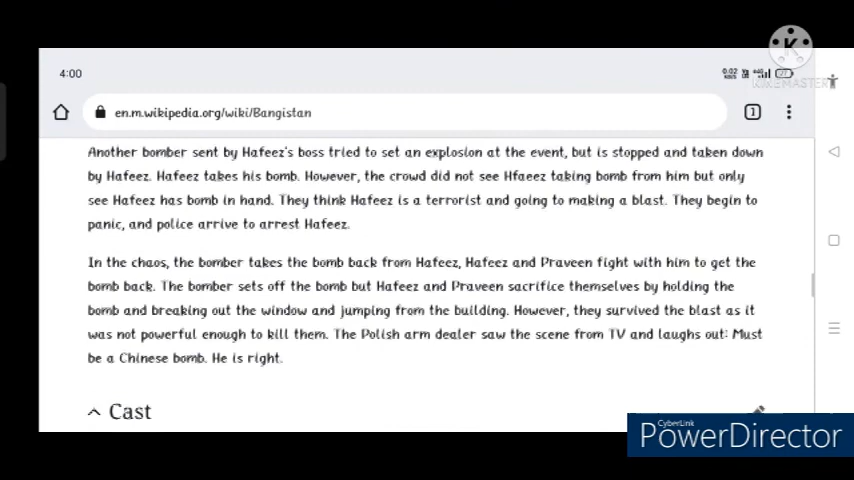 4:00
0.02
en.m.wikipedia.org/wiki/Bangistan
1
KINEMASTER
Another bomber sent by Hafeez's boss tried to set an explosion at the event, but is stopped and taken down
by Hafeez. Hafeez takes his bomb. However, the crowd did not see Hfaeez taking bomb from him but only
see Hafeez has bomb in hand. They think Hafeez is a terrorist and going to making a blast. They begin to
panic, and police arrive to arrest Hafeez.
In the chaos, the bomber takes the bomb back from Hafeez, Hafeez and Praveen fight with him to get the
bomb back. The bomber sets off the bomb but Hafeez and Praveen sacrifice themselves by holding the
bomb and breaking out the window and jumping from the building. However, they survived the blast as it
was not powerful enough to kill them. The Polish arm dealer saw the scene from TV and laughs out: Must
be a Chinese bomb. He is right.
Cast
CyberLink
PowerDirector